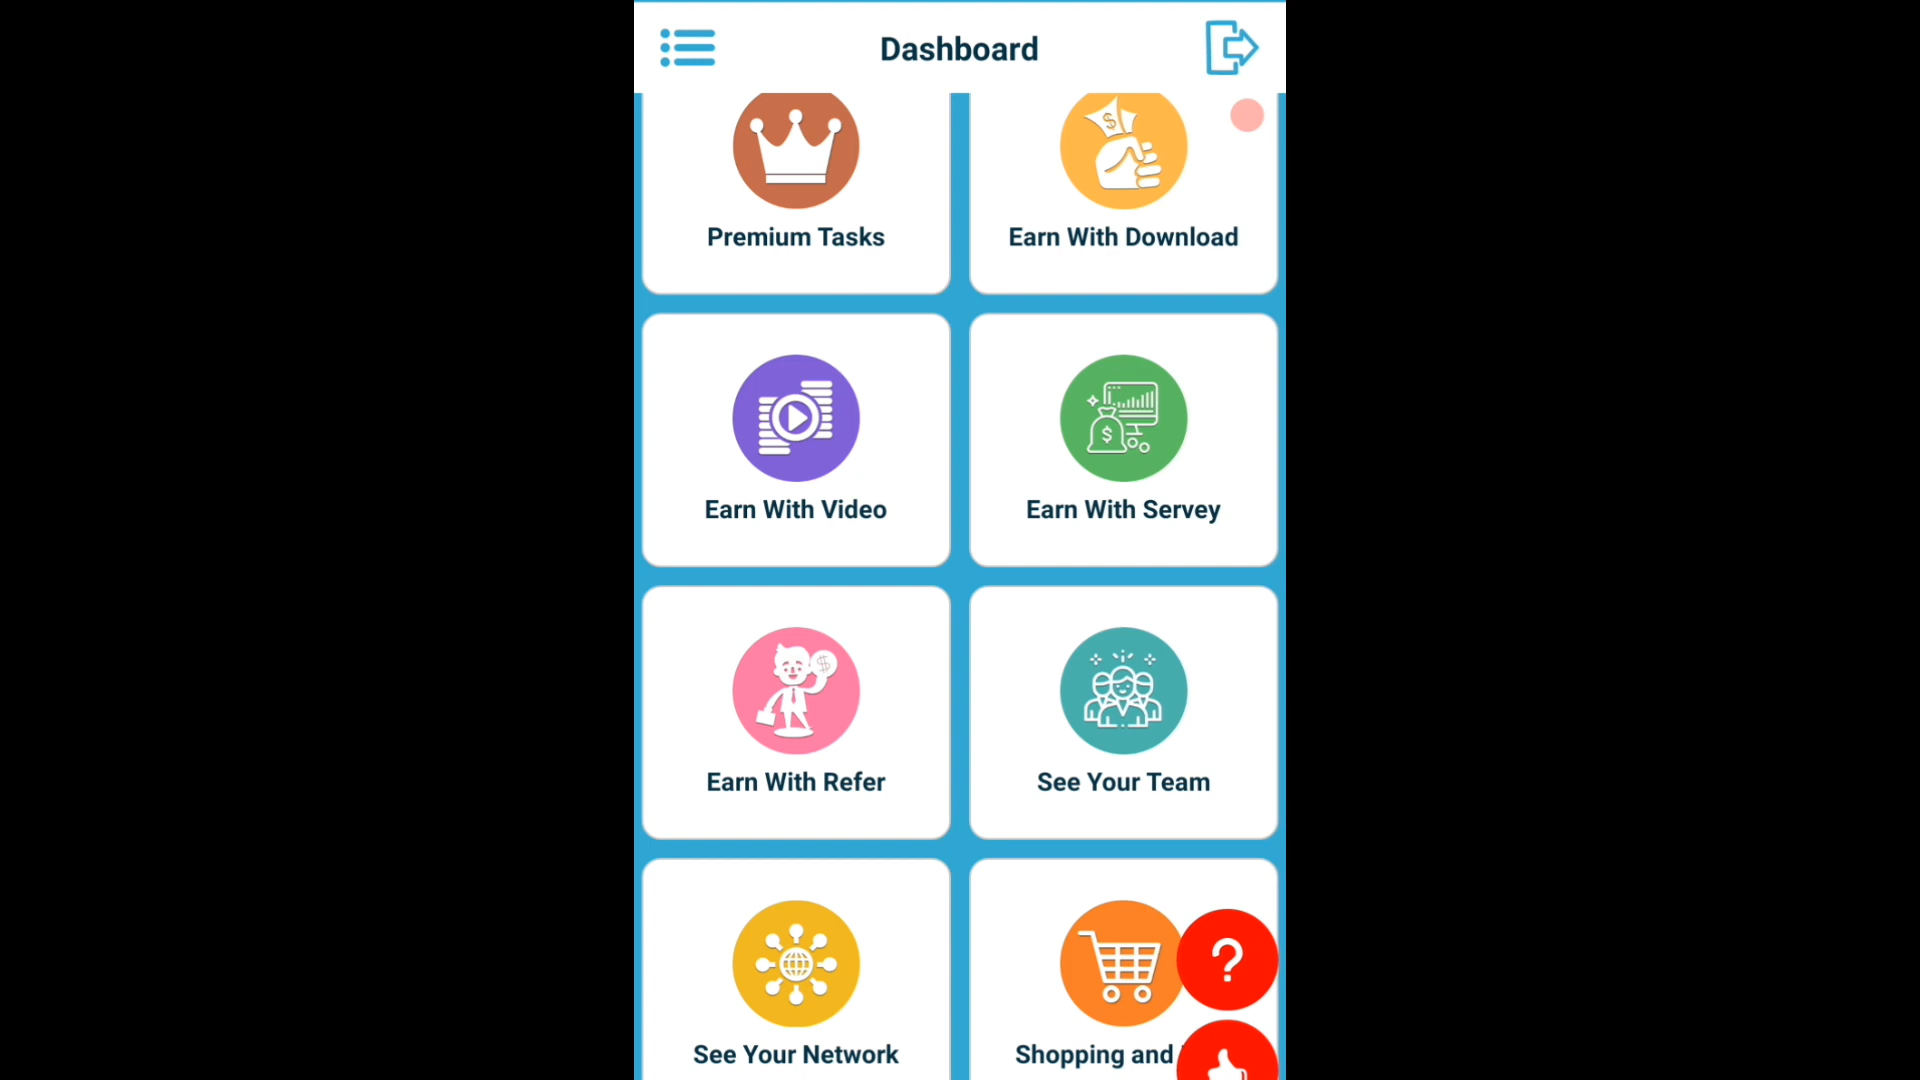 Dashboard
Premium Tasks
Earn With Download
Earn With Video
Earn With Servey
Earn With Refer
See Your Team
See Your Network
Shopping and
?